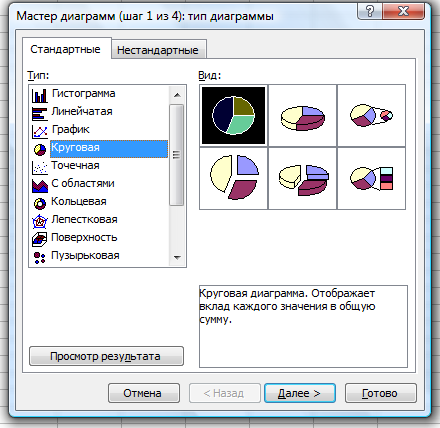 Мастер диаграмм (шаг 1 из 4): тип диаграммы
Стандартные
Нестандартные
Тип:
Гистограмма
Линейчатая
График
Круговая
Точечная
С областями
Кольцевая
Лепестковая
Поверхность
Пузырьковая
Вид:
Круговая диаграмма. Отображает
вклад каждого значения в общую
сумму.
Просмотр результата
Отмена
< Назад
Далее >
Готово